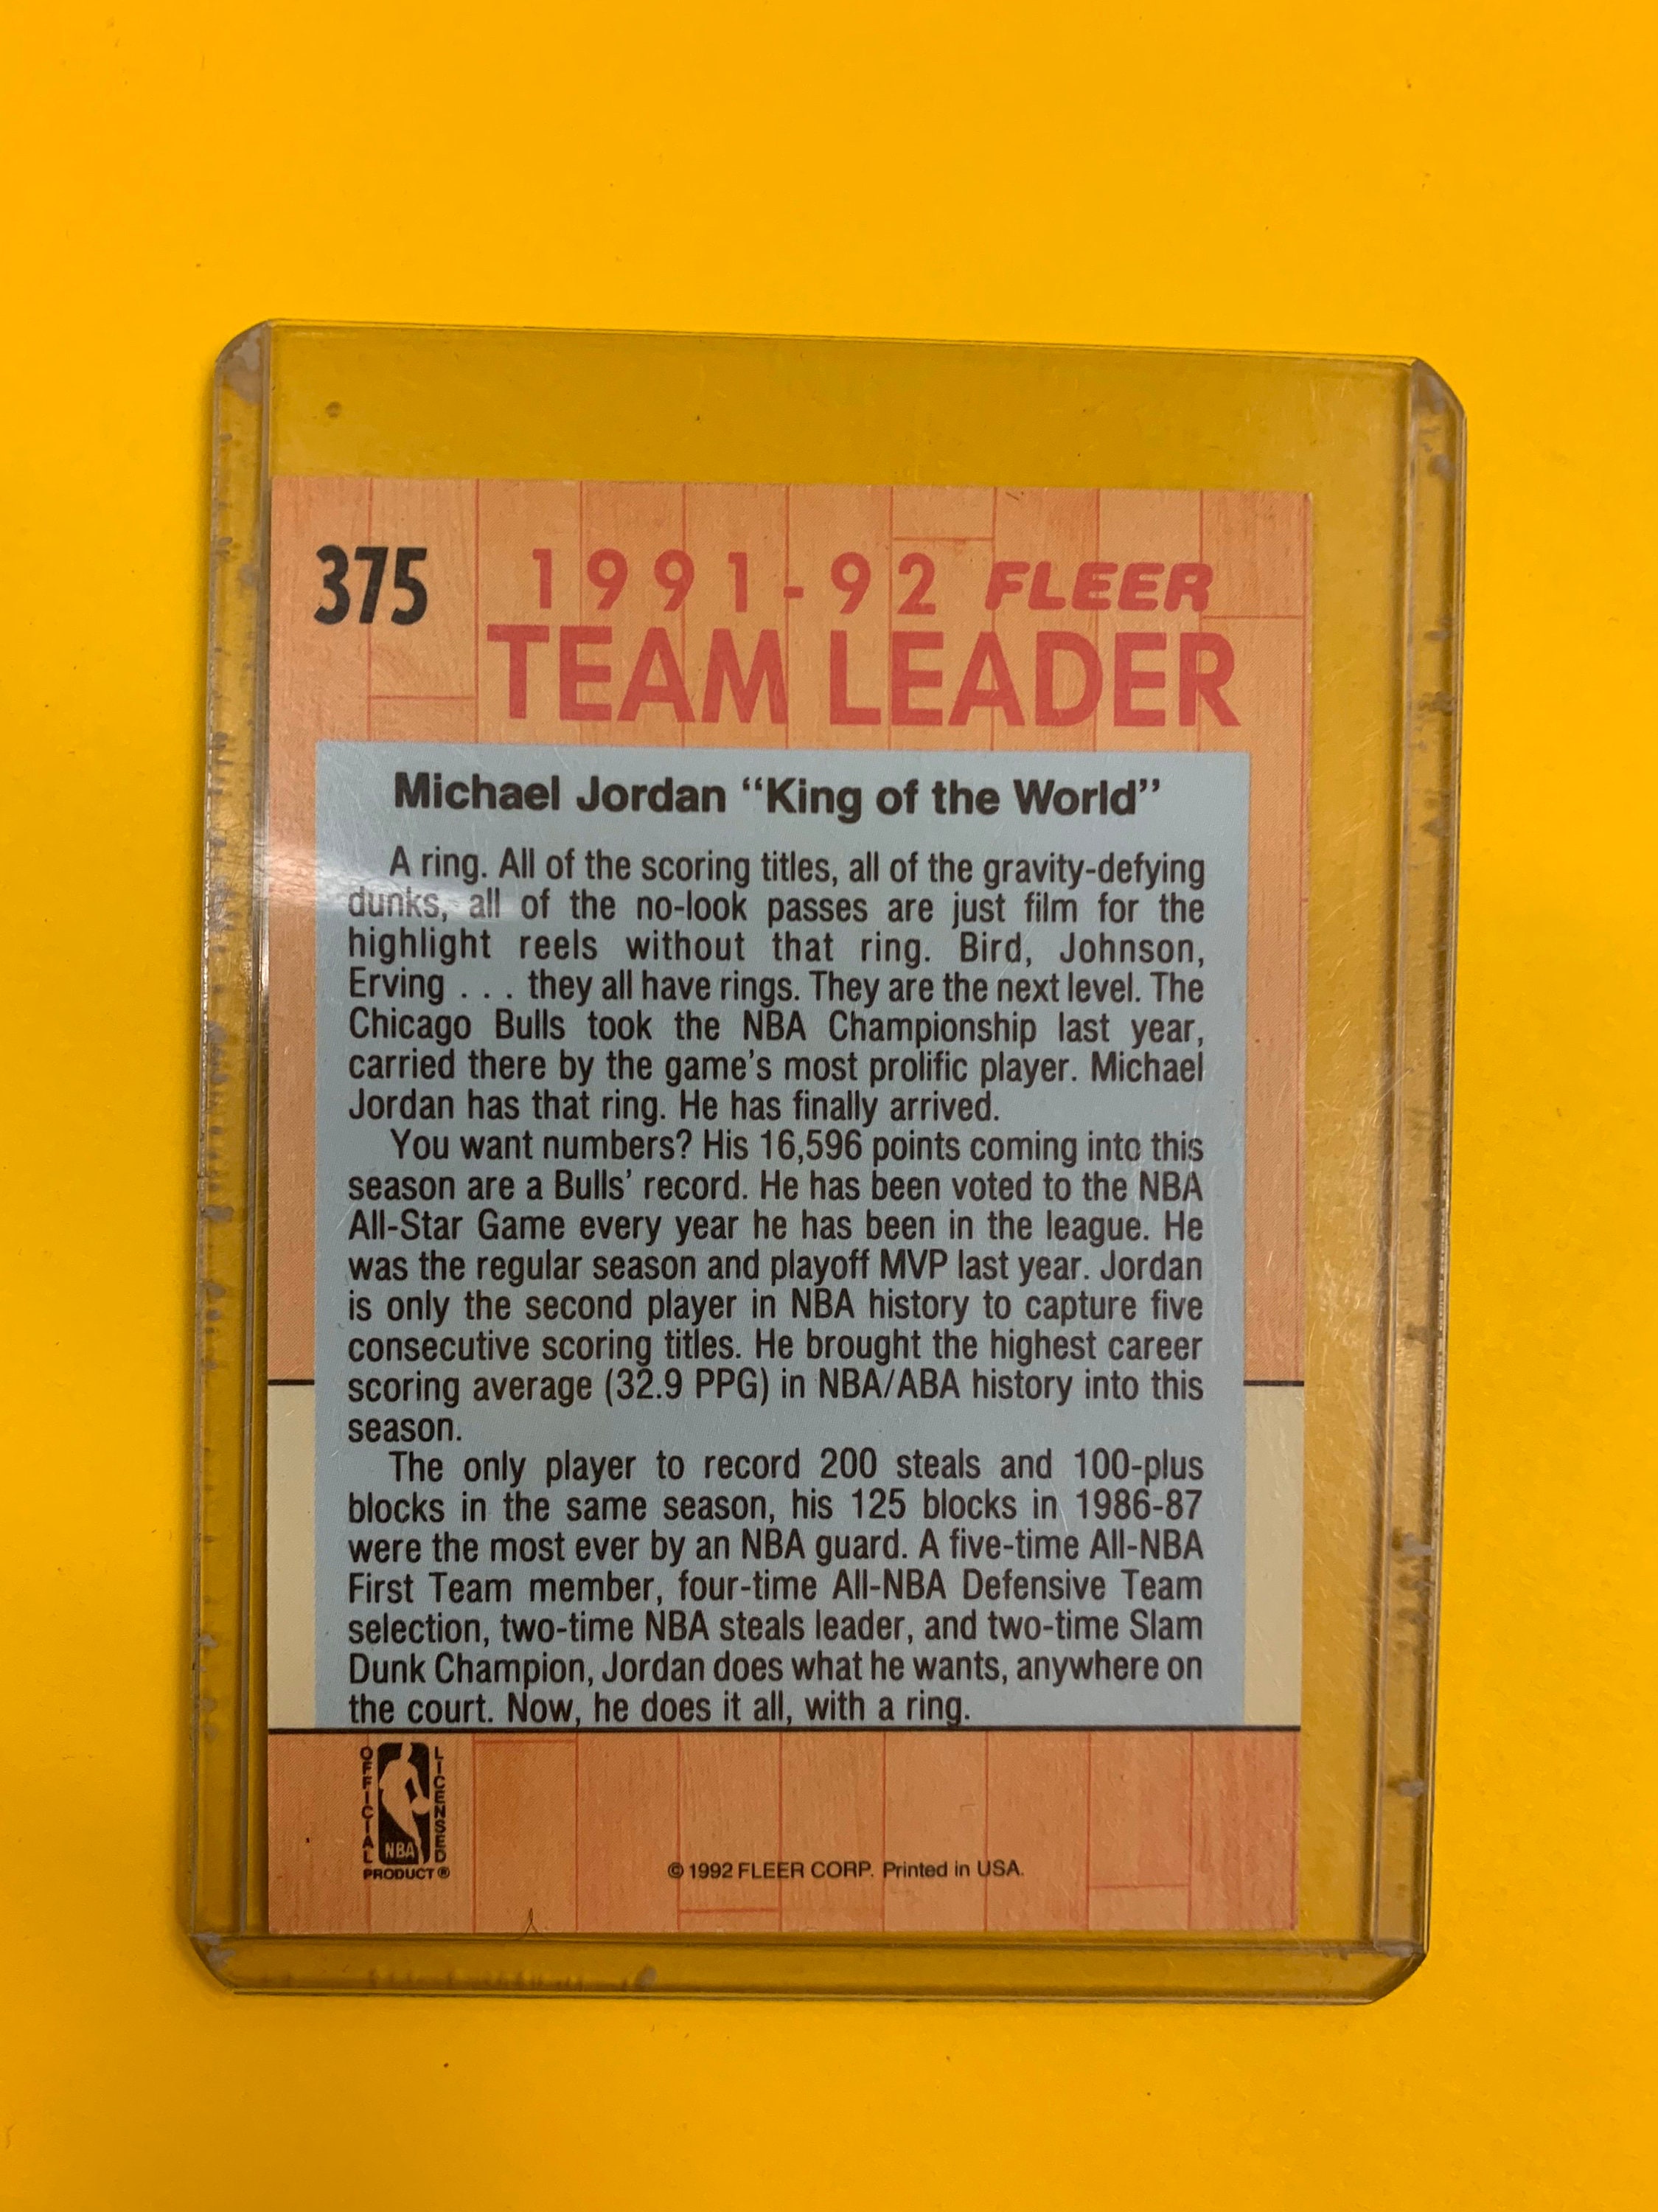 375
1991-92 FLEER
TEAM LEADER
Michael Jordan “King of the World”
A ring. All of the scoring titles, all of the gravity-defying
dunks, all of the no-look passes are just film for the
highlight reels without that ring. Bird, Johnson,
Erving . . . they all have rings. They are the next level. The
Chicago Bulls took the NBA Championship last year,
carried there by the game’s most prolific player. Michael
Jordan has that ring. He has finally arrived.
You want numbers? His 16,596 points coming into this
season are a Bulls’ record. He has been voted to the NBA
All-Star Game every year he has been in the league. He
was the regular season and playoff MVP last year. Jordan
is only the second player in NBA history to capture five
consecutive scoring titles. He brought the highest career
scoring average (32.9 PPG) in NBA/ABA history into this
season.
The only player to record 200 steals and 100-plus
blocks in the same season, his 125 blocks in 1986-87
were the most ever by an NBA guard. A five-time All-NBA
First Team member, four-time All-NBA Defensive Team
selection, two-time NBA steals leader, and two-time Slam
Dunk Champion, Jordan does what he wants, anywhere on
the court. Now, he does it all, with a ring.
OFFICIAL
NBA
LICENSED
PRODUCT®
© 1992 FLEER CORP. Printed in USA.